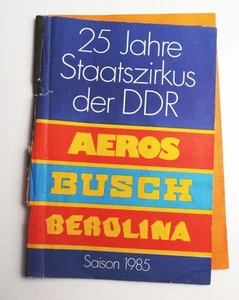 25 Jahre
Staatszirkus
der DDR
AEROS
BUSCH
BEROLINA
Saison 1985